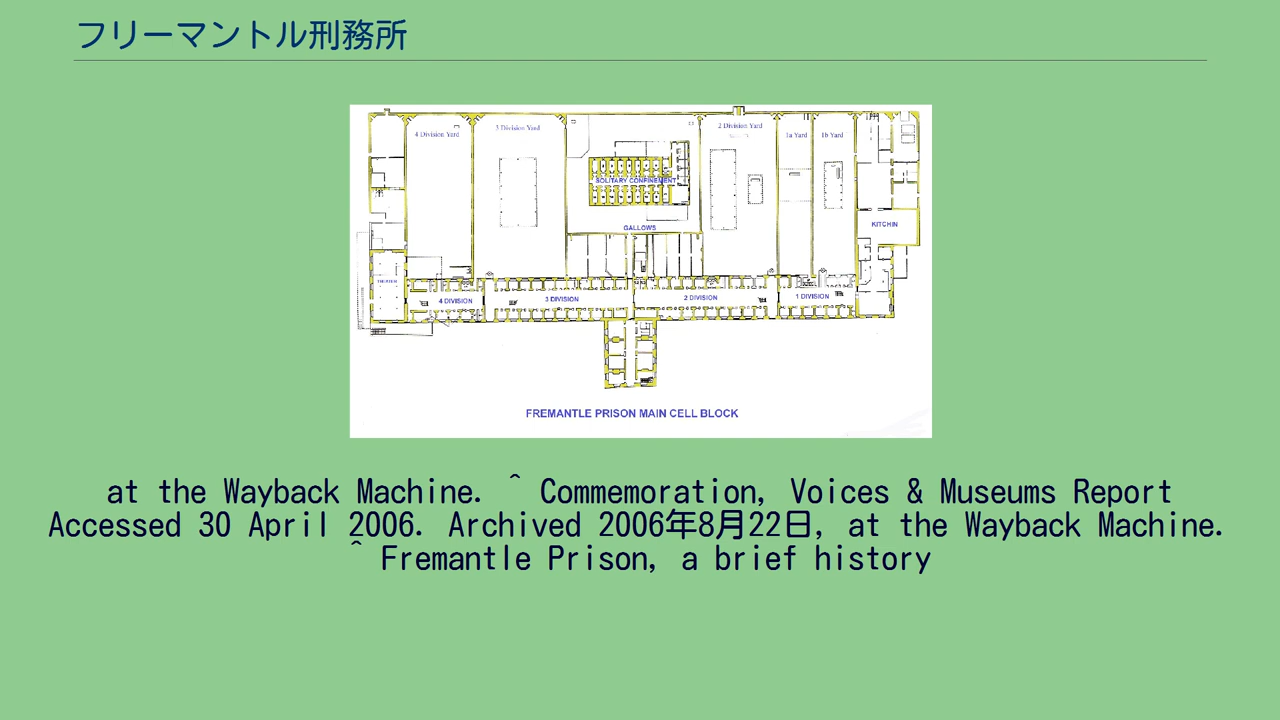 フリーマントル刑務所
4 Division Yard
3 Division Yard
2 Division Yard
1a Yard
1b Yard
SOLITARY CONFINEMENT
GALLOWS
KITCHIN
THEATER
4 DIVISION
3 DIVISION
2 DIVISION
1 DIVISION
FREMANTLE PRISON MAIN CELL BLOCK
at the Wayback Machine. ^ Commemoration, Voices & Museums Report
Accessed 30 April 2006. Archived 2006年8月22日, at the Wayback Machine.
^ Fremantle Prison, a brief history